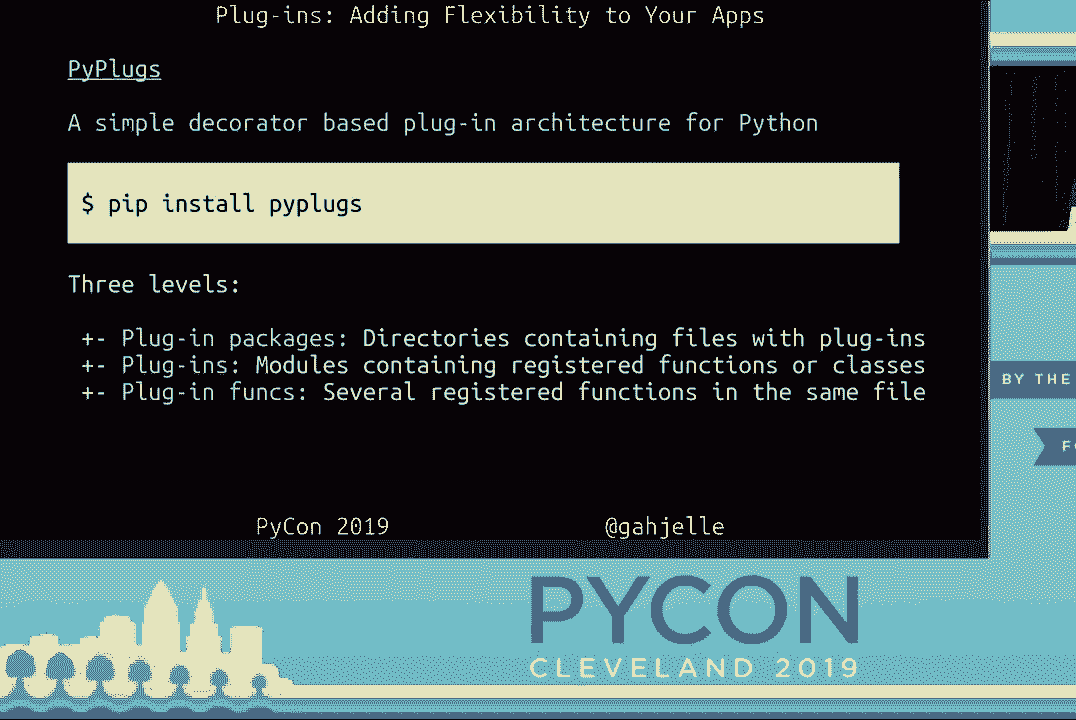 Plug-ins: Adding Flexibility to Your Apps
PyPlugs
A simple decorator based plug-in architecture for Python
$ pip install pyplugs
Three levels:
+- Plug-in packages: Directories containing files with plug-ins
+- Plug-ins: Modules containing registered functions or classes
+- Plug-in funcs: Several registered functions in the same file
PyCon 2019 @gahjelle
BY THE
PYCON
CLEVELAND 2019